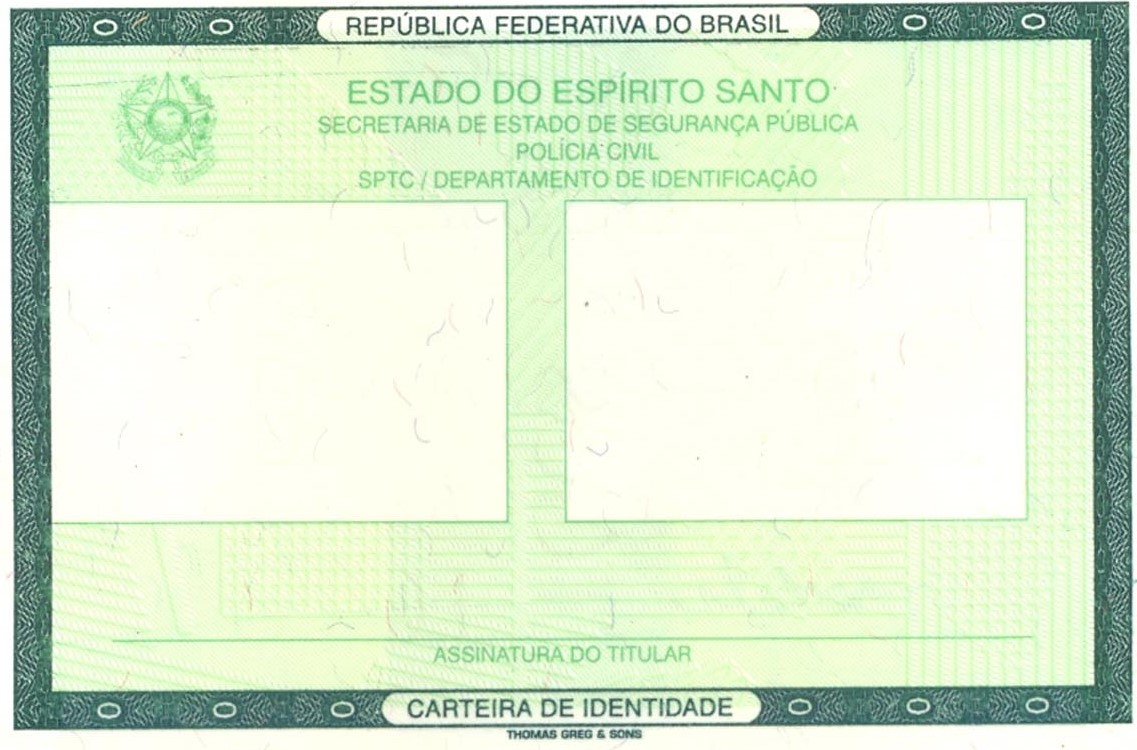 REPÚBLICA FEDERATIVA DO BRASIL
ESTADO DO ESPÍRITO SANTO
SECRETARIA DE ESTADO DE SEGURANÇA PÚBLICA
POLÍCIA CIVIL
SPTC / DEPARTAMENTO DE IDENTIFICAÇÃO
ASSINATURA DO TITULAR
CARTEIRA DE IDENTIDADE
THOMAS GREG & SONS